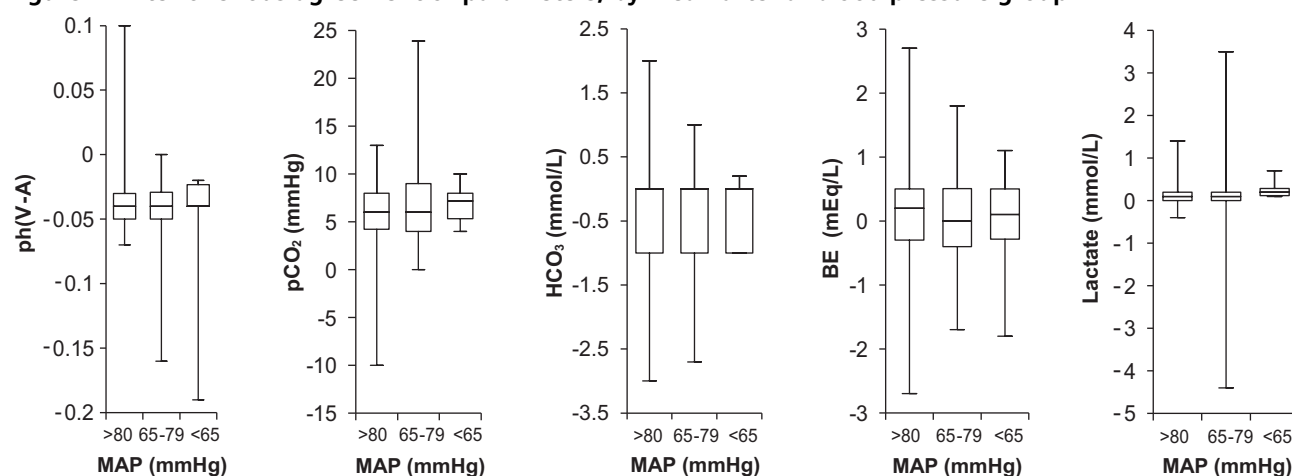 0.1
0.05
0
-0.05
-0.1
-0.15
-0.2
ph(V-A)
>80 65-79 <65
MAP (mmHg)
25
20
15
10
5
0
-5
-10
-15
pCO₂ (mmHg)
>80 65-79 <65
MAP (mmHg)
2.5
1.5
0.5
-0.5
-1.5
-2.5
-3.5
HCO₃ (mmol/L)
>80 65-79 <65
MAP (mmHg)
3
2
1
0
-1
-2
-3
BE (mEq/L)
>80 65-79 <65
MAP (mmHg)
4
3
2
1
0
-1
-2
-3
-4
-5
Lactate (mmol/L)
>80 65-79 <65
MAP (mmHg)